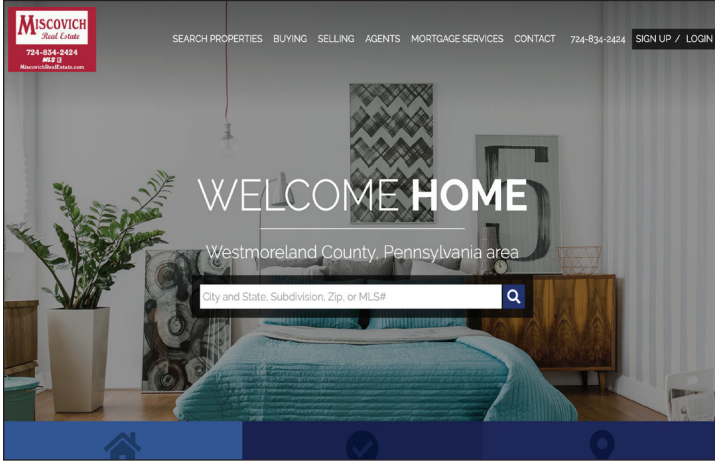 MISCOVICH
Real Estate
724-834-2424
MLS
MiscovichRealEstate.com
SEARCH PROPERTIES BUYING SELLING AGENTS MORTGAGE SERVICES CONTACT 724-834-2424 SIGN UP / LOGIN
WELCOME HOME
Westmoreland County, Pennsylvania area
City and State, Subdivision, Zip, or MLS#